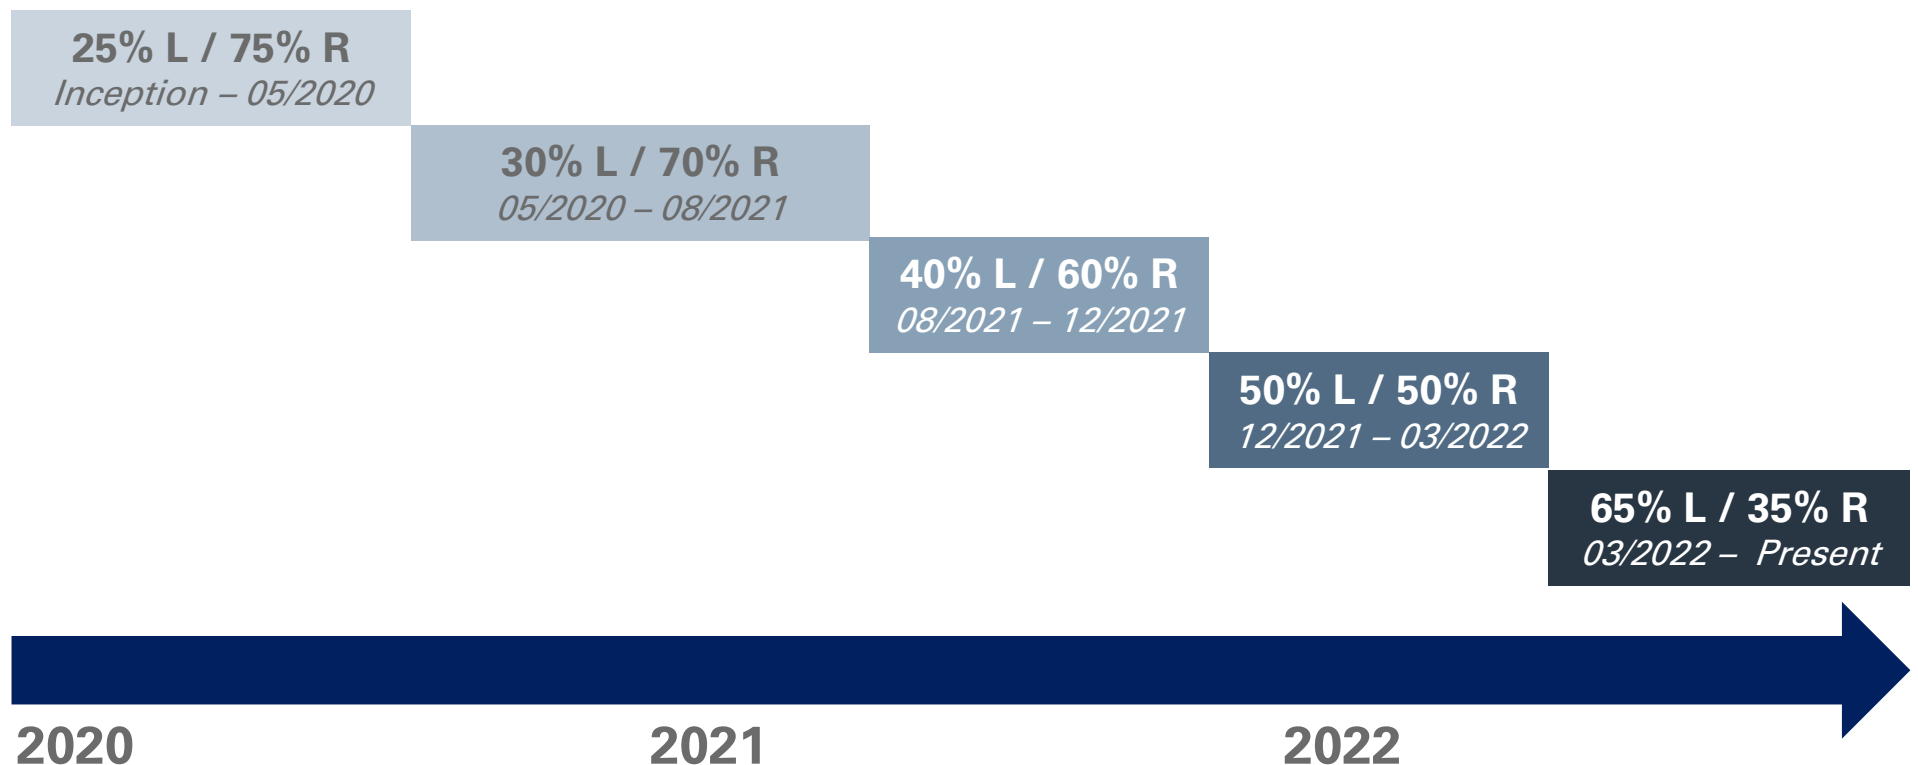 25% L / 75% R
Inception – 05/2020
30% L / 70% R
05/2020 – 08/2021
40% L / 60% R
08/2021 – 12/2021
50% L / 50% R
12/2021 – 03/2022
65% L / 35% R
03/2022 – Present
2020
2021
2022